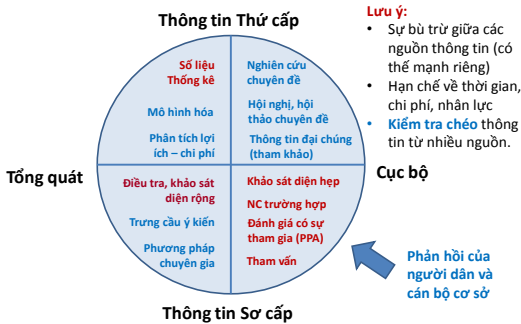 Thông tin Thứ cấp
Số liệu
Thống kê
Mô hình hóa
Phân tích lợi
ích – chi phí
Nghiên cứu
chuyên đề
Hội nghị, hội
thảo chuyên đề
Thông tin đại chúng
(tham khảo)
Tổng quát
Cục bộ
Điều tra, khảo sát
diện rộng
Trưng cầu ý kiến
Phương pháp
chuyên gia
Khảo sát diện hẹp
NC trường hợp
Đánh giá có sự
tham gia (PPA)
Tham vấn
Thông tin Sơ cấp
Lưu ý:
• Sự bù trừ giữa các
nguồn thông tin (có
thế mạnh riêng)
• Hạn chế về thời gian,
chi phí, nhân lực
• Kiểm tra chéo thông
tin từ nhiều nguồn.
Phản hồi của
người dân và
cán bộ cơ sở